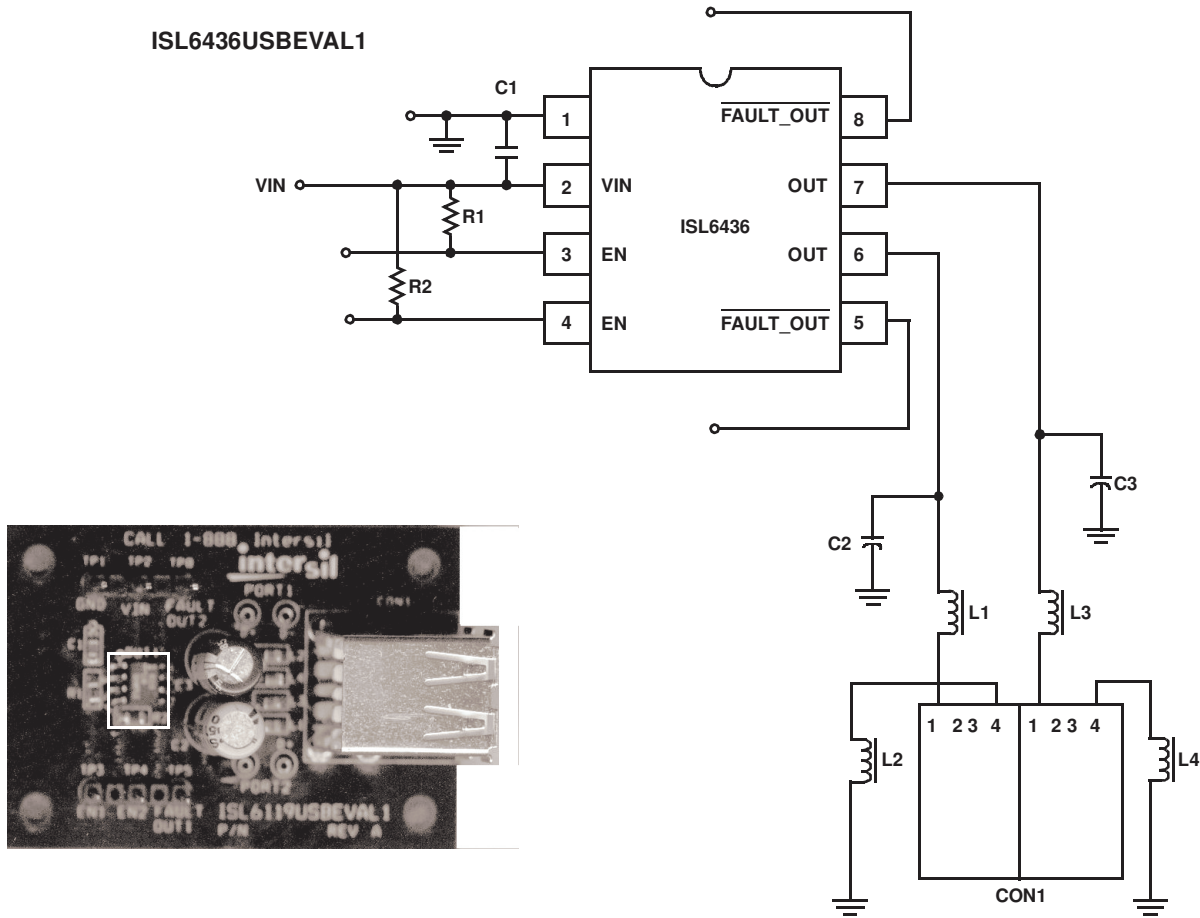 ISL6436USBEVAL1
C1
1
FAULT_OUT
8
VIN
2
VIN
OUT
7
R1
ISL6436
3
EN
OUT
6
R2
4
EN
FAULT_OUT
5
C3
C2
L1
L3
1 2 3 4 1 2 3 4
L2
L4
CON1
CALL 1-800 Intersil
TP1 TP2
intersil
PORT1
CON1
GND VIN FAULT
OUT2
TP3 TP4 TP5
PORT2
EN1 EN2 FAULT
OUT1
ISL6119USBEVAL1
P/N REV A